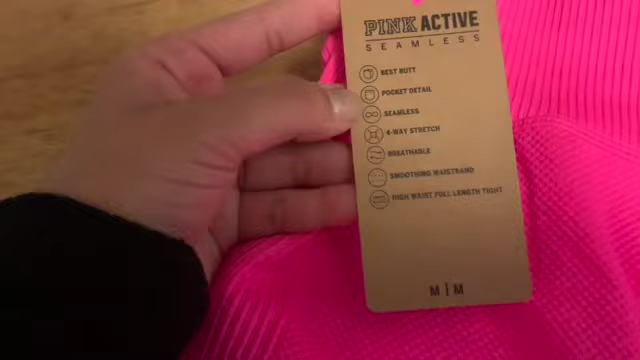 PINK ACTIVE
SEAMLESS
BEST BUTT
POCKET DETAIL
SEAMLESS
4-WAY STRETCH
BREATHABLE
SMOOTHING WAISTBAND
HIGH WAIST FULL LENGTH TIGHT
M | M